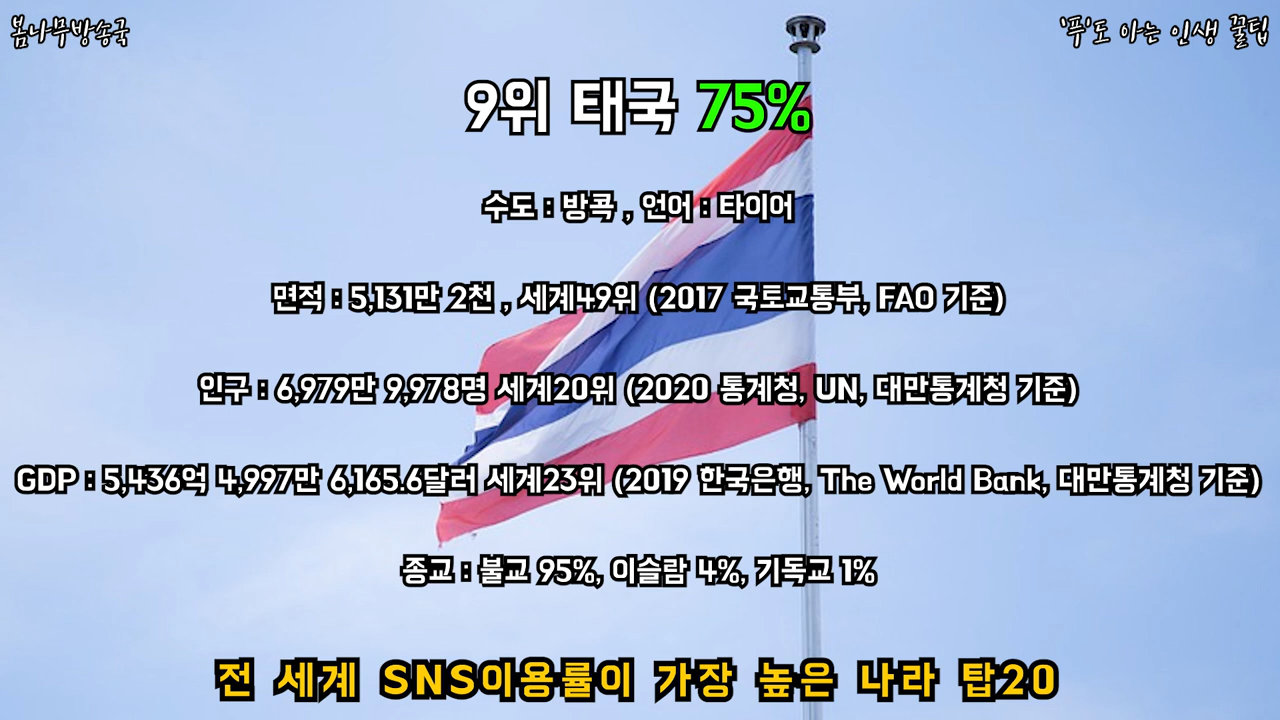 봄나무방송국
'푸'도 아는 인생 꿀팁
9위 태국 75%
수도 : 방콕 , 언어 : 타이어
면적 : 5,131만 2천 , 세계49위 (2017 국토교통부, FAO 기준)
인구 : 6,979만 9,978명 세계20위 (2020 통계청, UN, 대만통계청 기준)
GDP : 5,436억 4,997만 6,165.6달러 세계23위 (2019 한국은행, The World Bank, 대만통계청 기준)
종교 : 불교 95%, 이슬람 4%, 기독교 1%
전 세계 SNS이용률이 가장 높은 나라 탑20